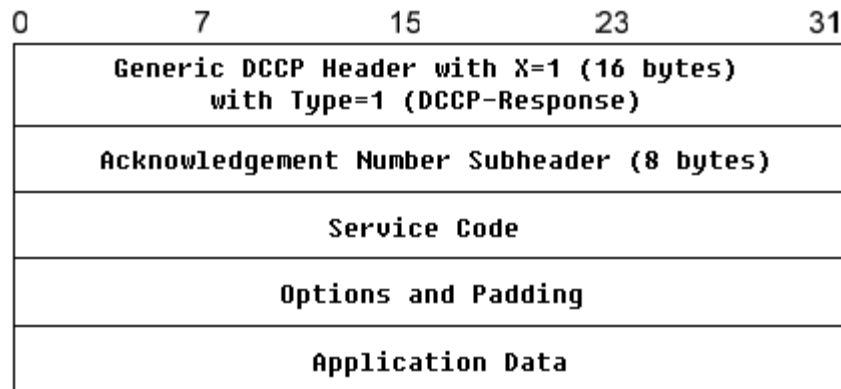 0 7 15 23 31
Generic DCCP Header with X=1 (16 bytes)
with Type=1 (DCCP-Response)
Acknowledgement Number Subheader (8 bytes)
Service Code
Options and Padding
Application Data